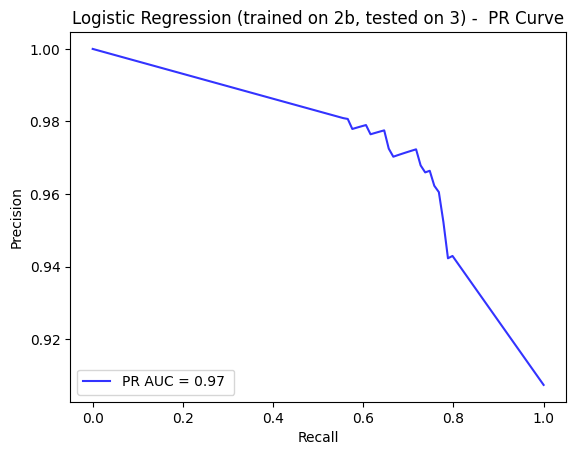 Logistic Regression (trained on 2b, tested on 3) -  PR Curve
1.00
0.98
0.96
0.94
0.92
Precision
PR AUC = 0.97
0.0 0.2 0.4 0.6 0.8 1.0
Recall